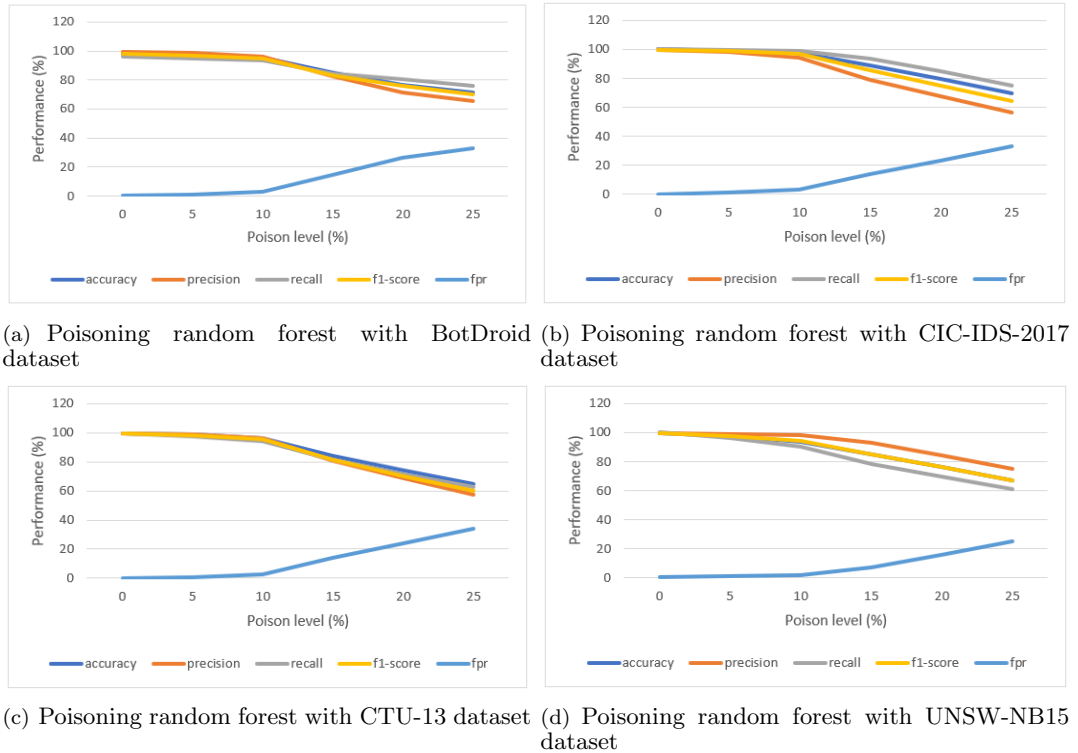 120
100
80
60
40
20
0
Performance (%)
0 5 10 15 20 25
Poison level (%)
accuracy precision recall f1-score fpr
(a) Poisoning random forest with BotDroid
dataset
120
100
80
60
40
20
0
Performance (%)
0 5 10 15 20 25
Poison level (%)
accuracy precision recall f1-score fpr
(b) Poisoning random forest with CIC-IDS-2017
dataset
120
100
80
60
40
20
0
Performance (%)
0 5 10 15 20 25
Poison level (%)
accuracy precision recall f1-score fpr
(c) Poisoning random forest with CTU-13 dataset
120
100
80
60
40
20
0
Performance (%)
0 5 10 15 20 25
Poison level (%)
accuracy precision recall f1-score fpr
(d) Poisoning random forest with UNSW-NB15
dataset